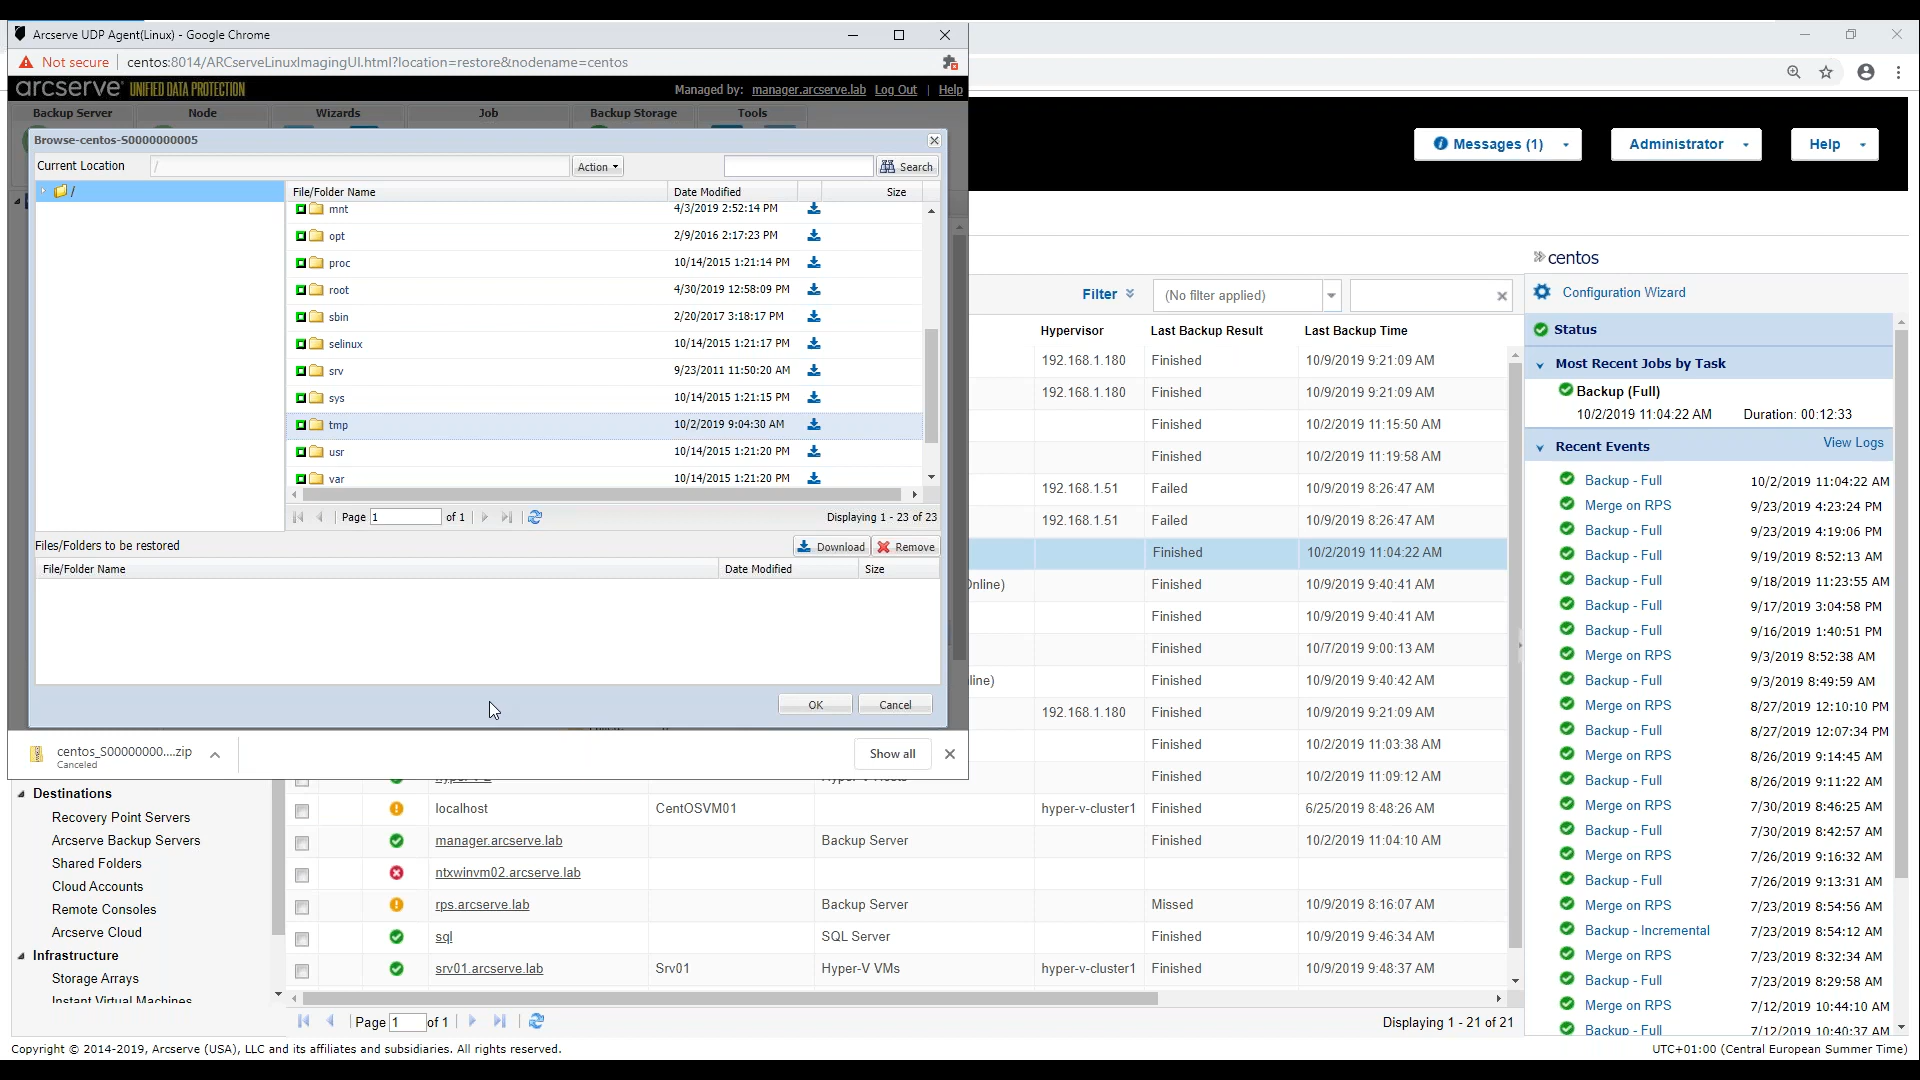 Arcserve UDP Agent(Linux) - Google Chrome
Not secure
centos:8014/ARCserveLinuxImagingUI.html?location=restore&nodename=centos
arcserve® UNIFIED DATA PROTECTION
Managed by: manager.arcserve.lab Log Out | Help
Backup Server Node Wizards Job Backup Storage Tools
Browse-centos-S0000000005
Current Location / Action Search
/
File/Folder Name Date Modified Size
mnt 4/3/2019 2:52:14 PM
opt 2/9/2016 2:17:23 PM
proc 10/14/2015 1:21:14 PM
root 4/30/2019 12:58:09 PM
sbin 2/20/2017 3:18:17 PM
selinux 10/14/2015 1:21:17 PM
srv 9/23/2011 11:50:20 AM
sys 10/14/2015 1:21:15 PM
tmp 10/2/2019 9:04:30 AM
usr 10/14/2015 1:21:20 PM
var 10/14/2015 1:21:20 PM
Page 1 of 1 Displaying 1 - 23 of 23
Files/Folders to be restored Download Remove
File/Folder Name Date Modified Size
OK Cancel
centos_S00000000....zip
Canceled
Show all
Messages (1) Administrator Help
Filter (No filter applied)
Hypervisor Last Backup Result Last Backup Time
192.168.1.180 Finished 10/9/2019 9:21:09 AM
192.168.1.180 Finished 10/9/2019 9:21:09 AM
Finished 10/2/2019 11:15:50 AM
Finished 10/2/2019 11:19:58 AM
192.168.1.51 Failed 10/9/2019 8:26:47 AM
192.168.1.51 Failed 10/9/2019 8:26:47 AM
Finished 10/2/2019 11:04:22 AM
Online) Finished 10/9/2019 9:40:41 AM
Finished 10/9/2019 9:40:41 AM
Finished 10/7/2019 9:00:13 AM
line) Finished 10/9/2019 9:40:42 AM
192.168.1.180 Finished 10/9/2019 9:21:09 AM
Finished 10/2/2019 11:03:38 AM
Finished 10/2/2019 11:09:12 AM
localhost CentOSVM01 hyper-v-cluster1 Finished 6/25/2019 8:48:26 AM
manager.arcserve.lab Backup Server Finished 10/2/2019 11:04:10 AM
ntxwinvm02.arcserve.lab
rps.arcserve.lab Backup Server Missed 10/9/2019 8:16:07 AM
sql SQL Server Finished 10/9/2019 9:46:34 AM
srv01.arcserve.lab Srv01 Hyper-V VMs hyper-v-cluster1 Finished 10/9/2019 9:48:37 AM
Page 1 of 1 Displaying 1 - 21 of 21
Destinations
Recovery Point Servers
Arcserve Backup Servers
Shared Folders
Cloud Accounts
Remote Consoles
Arcserve Cloud
Infrastructure
Storage Arrays
Instant Virtual Machines
centos
Configuration Wizard
Status
Most Recent Jobs by Task
Backup (Full)
10/2/2019 11:04:22 AM Duration: 00:12:33
Recent Events View Logs
Backup - Full 10/2/2019 11:04:22 AM
Merge on RPS 9/23/2019 4:23:24 PM
Backup - Full 9/23/2019 4:19:06 PM
Backup - Full 9/19/2019 8:52:13 AM
Backup - Full 9/18/2019 11:23:55 AM
Backup - Full 9/17/2019 3:04:58 PM
Backup - Full 9/16/2019 1:40:51 PM
Merge on RPS 9/3/2019 8:52:38 AM
Backup - Full 9/3/2019 8:49:59 AM
Merge on RPS 8/27/2019 12:10:10 PM
Backup - Full 8/27/2019 12:07:34 PM
Merge on RPS 8/26/2019 9:14:45 AM
Backup - Full 8/26/2019 9:11:22 AM
Merge on RPS 7/30/2019 8:46:25 AM
Backup - Full 7/30/2019 8:42:57 AM
Merge on RPS 7/26/2019 9:16:32 AM
Backup - Full 7/26/2019 9:13:31 AM
Merge on RPS 7/23/2019 8:54:56 AM
Backup - Incremental 7/23/2019 8:54:12 AM
Merge on RPS 7/23/2019 8:32:34 AM
Backup - Full 7/23/2019 8:29:58 AM
Merge on RPS 7/12/2019 10:44:10 AM
Backup - Full 7/12/2019 10:40:37 AM
Copyright © 2014-2019, Arcserve (USA), LLC and its affiliates and subsidiaries. All rights reserved.
UTC+01:00 (Central European Summer Time)